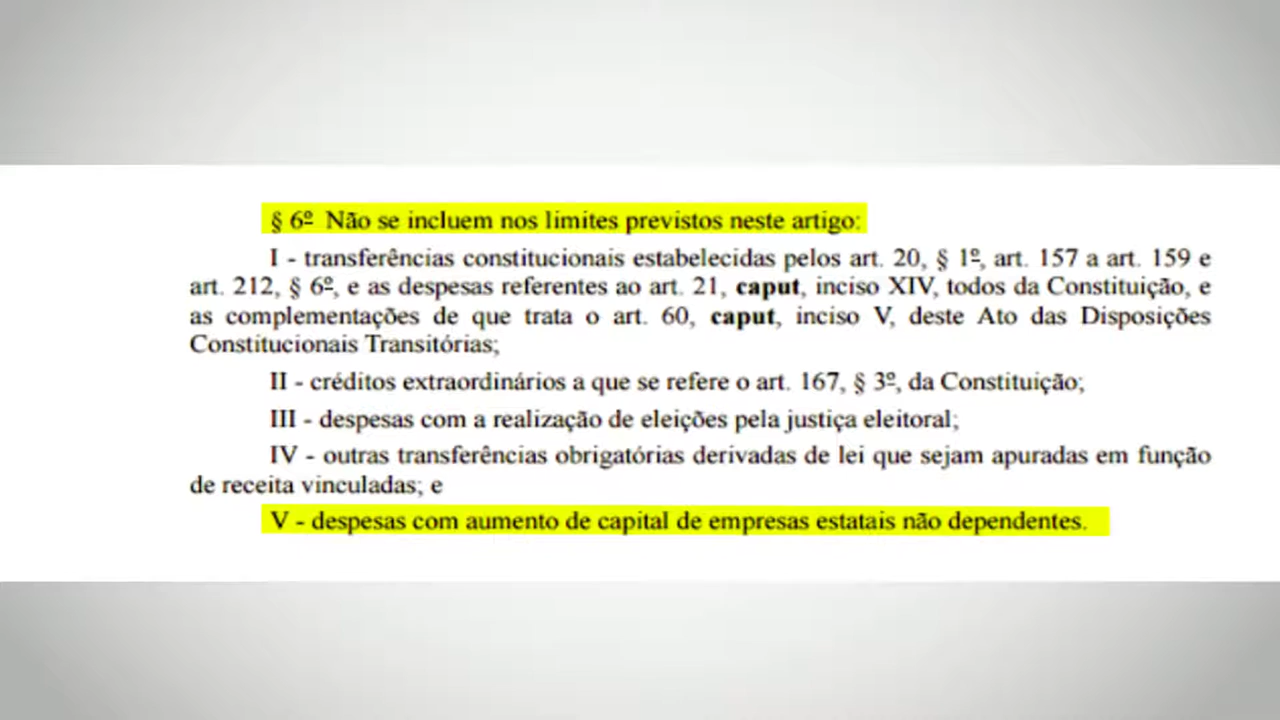 § 6º Não se incluem nos limites previstos neste artigo:
I - transferências constitucionais estabelecidas pelos art. 20, § 1º, art. 157 a art. 159 e
art. 212, § 6º, e as despesas referentes ao art. 21, caput, inciso XIV, todos da Constituição, e
as complementações de que trata o art. 60, caput, inciso V, deste Ato das Disposições
Constitucionais Transitórias;
II - créditos extraordinários a que se refere o art. 167, § 3º, da Constituição;
III - despesas com a realização de eleições pela justiça eleitoral;
IV - outras transferências obrigatórias derivadas de lei que sejam apuradas em função
de receita vinculadas; e
V - despesas com aumento de capital de empresas estatais não dependentes.